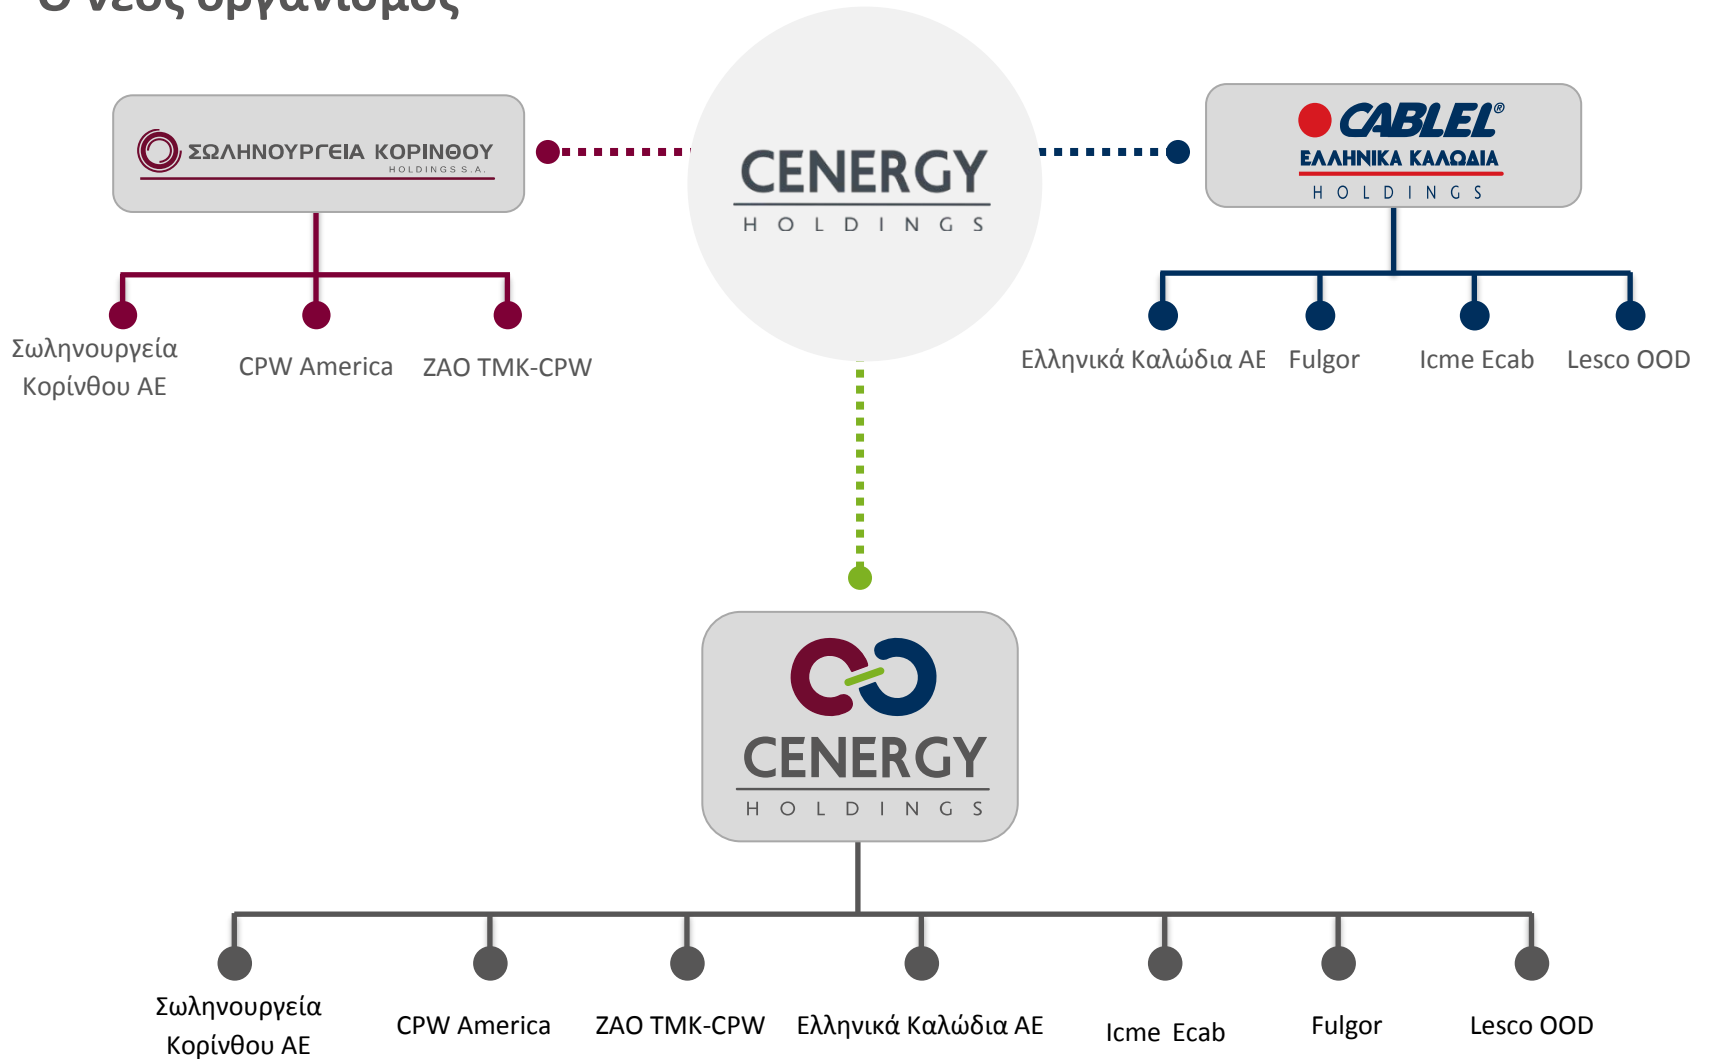 Ο νέος οργανισμός
ΣΩΛΗΝΟΥΡΓΕΙΑ ΚΟΡΙΝΘΟΥ
HOLDINGS S.A.
CENERGY
HOLDINGS
CABLEL®
ΕΛΛΗΝΙΚΑ ΚΑΛΩΔΙΑ
HOLDINGS
Σωληνουργεία
Κορίνθου ΑΕ
CPW America
ZAO TMK-CPW
Ελληνικά Καλώδια ΑΕ
Fulgor
Icme Ecab
Lesco OOD
CENERGY
HOLDINGS
Σωληνουργεία
Κορίνθου ΑΕ
CPW America
ZAO TMK-CPW
Ελληνικά Καλώδια ΑΕ
Icme Ecab
Fulgor
Lesco OOD